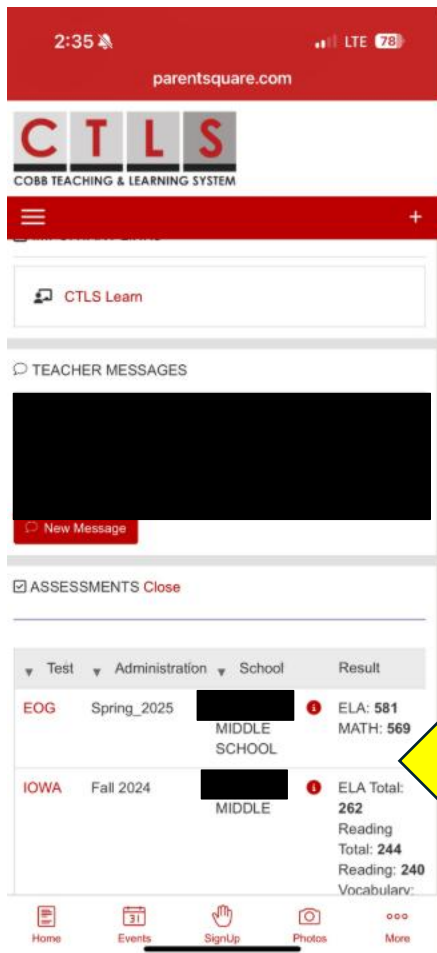 2:35 LTE 78
parentsquare.com
CTLS
COBB TEACHING & LEARNING SYSTEM
+
CTLS Learn
TEACHER MESSAGES
New Message
ASSESSMENTS Close
Test Administration School Result
EOG Spring_2025 MIDDLE SCHOOL ELA: 581
MATH: 569
IOWA Fall 2024 MIDDLE ELA Total:
262
Reading
Total: 244
Reading: 240
Vocabulary:
31
Home Events SignUp Photos More